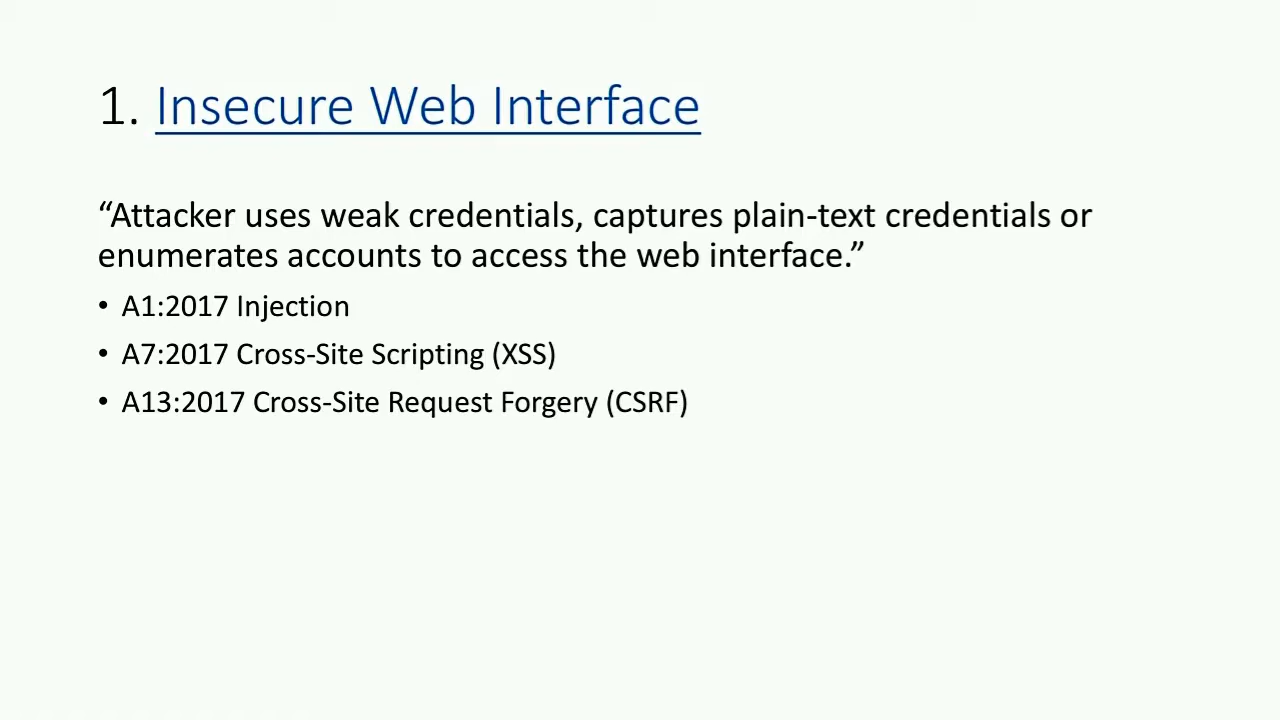 1. Insecure Web Interface
“Attacker uses weak credentials, captures plain-text credentials or
enumerates accounts to access the web interface.”
• A1:2017 Injection
• A7:2017 Cross-Site Scripting (XSS)
• A13:2017 Cross-Site Request Forgery (CSRF)